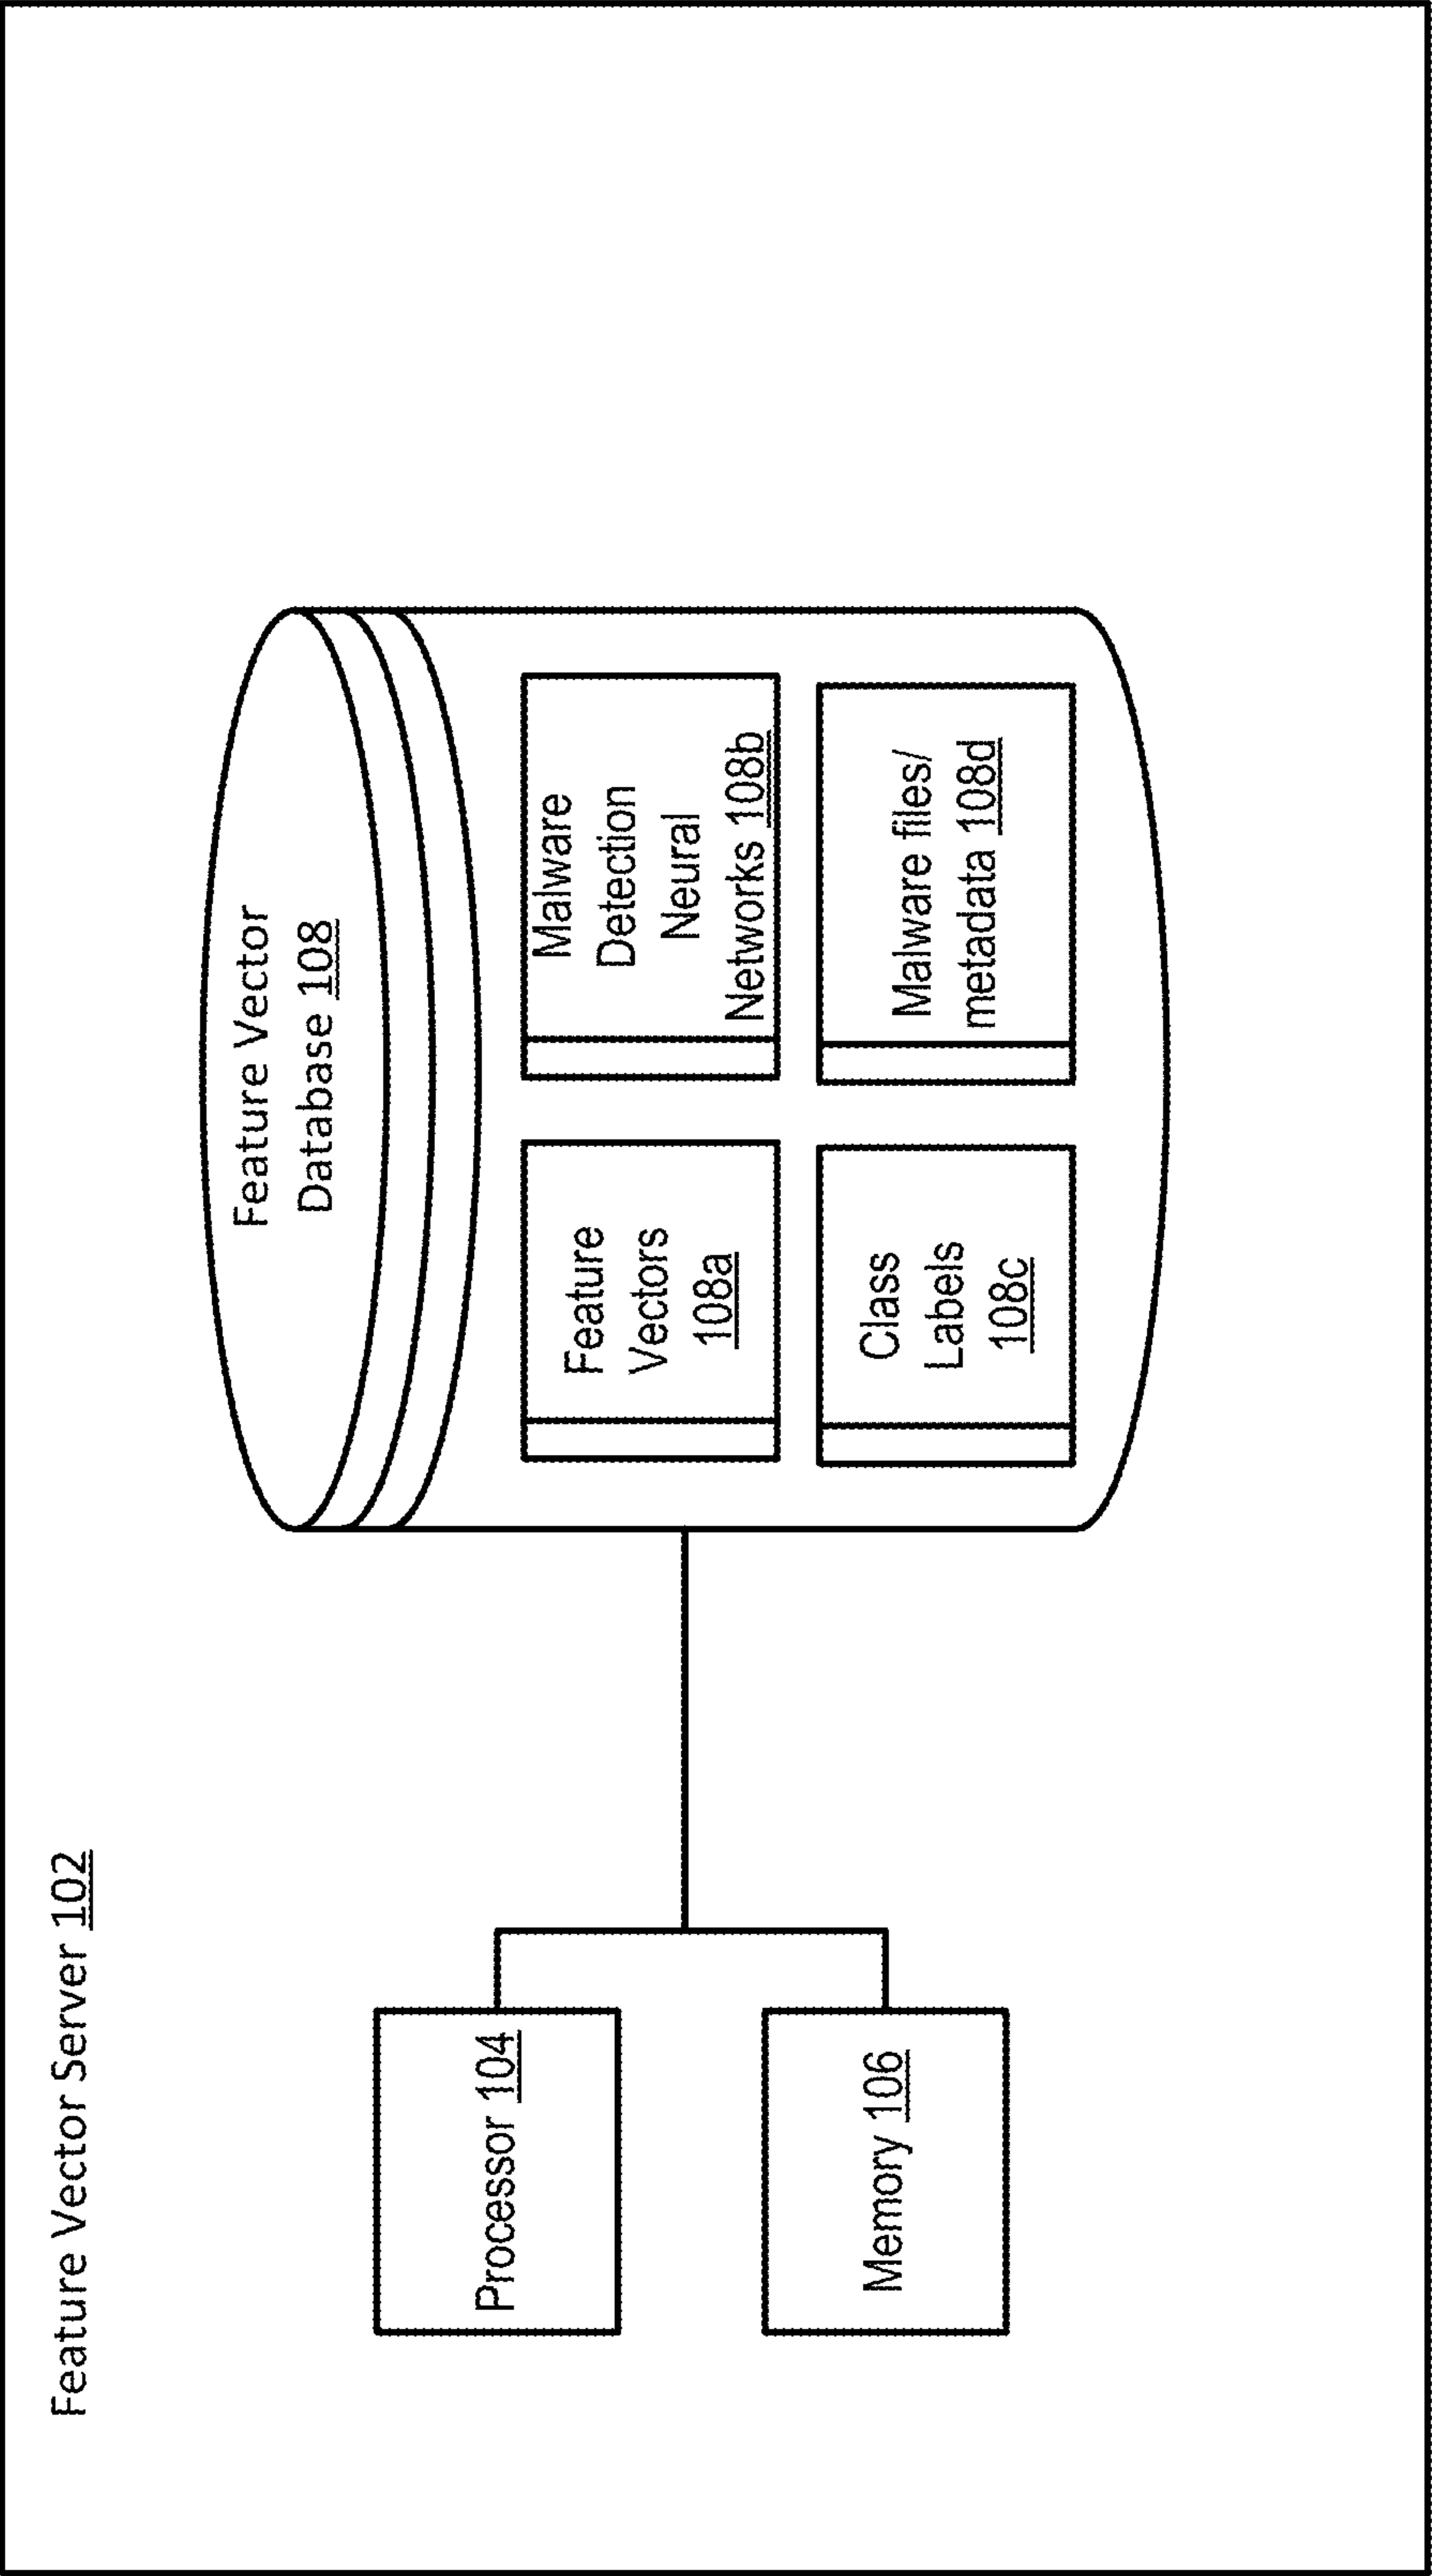 Feature Vector Server 102
Processor 104
Memory 106
Feature Vector
Database 108
Feature
Vectors
108a
Malware
Detection
Neural
Networks 108b
Class
Labels
108c
Malware files/
metadata 108d